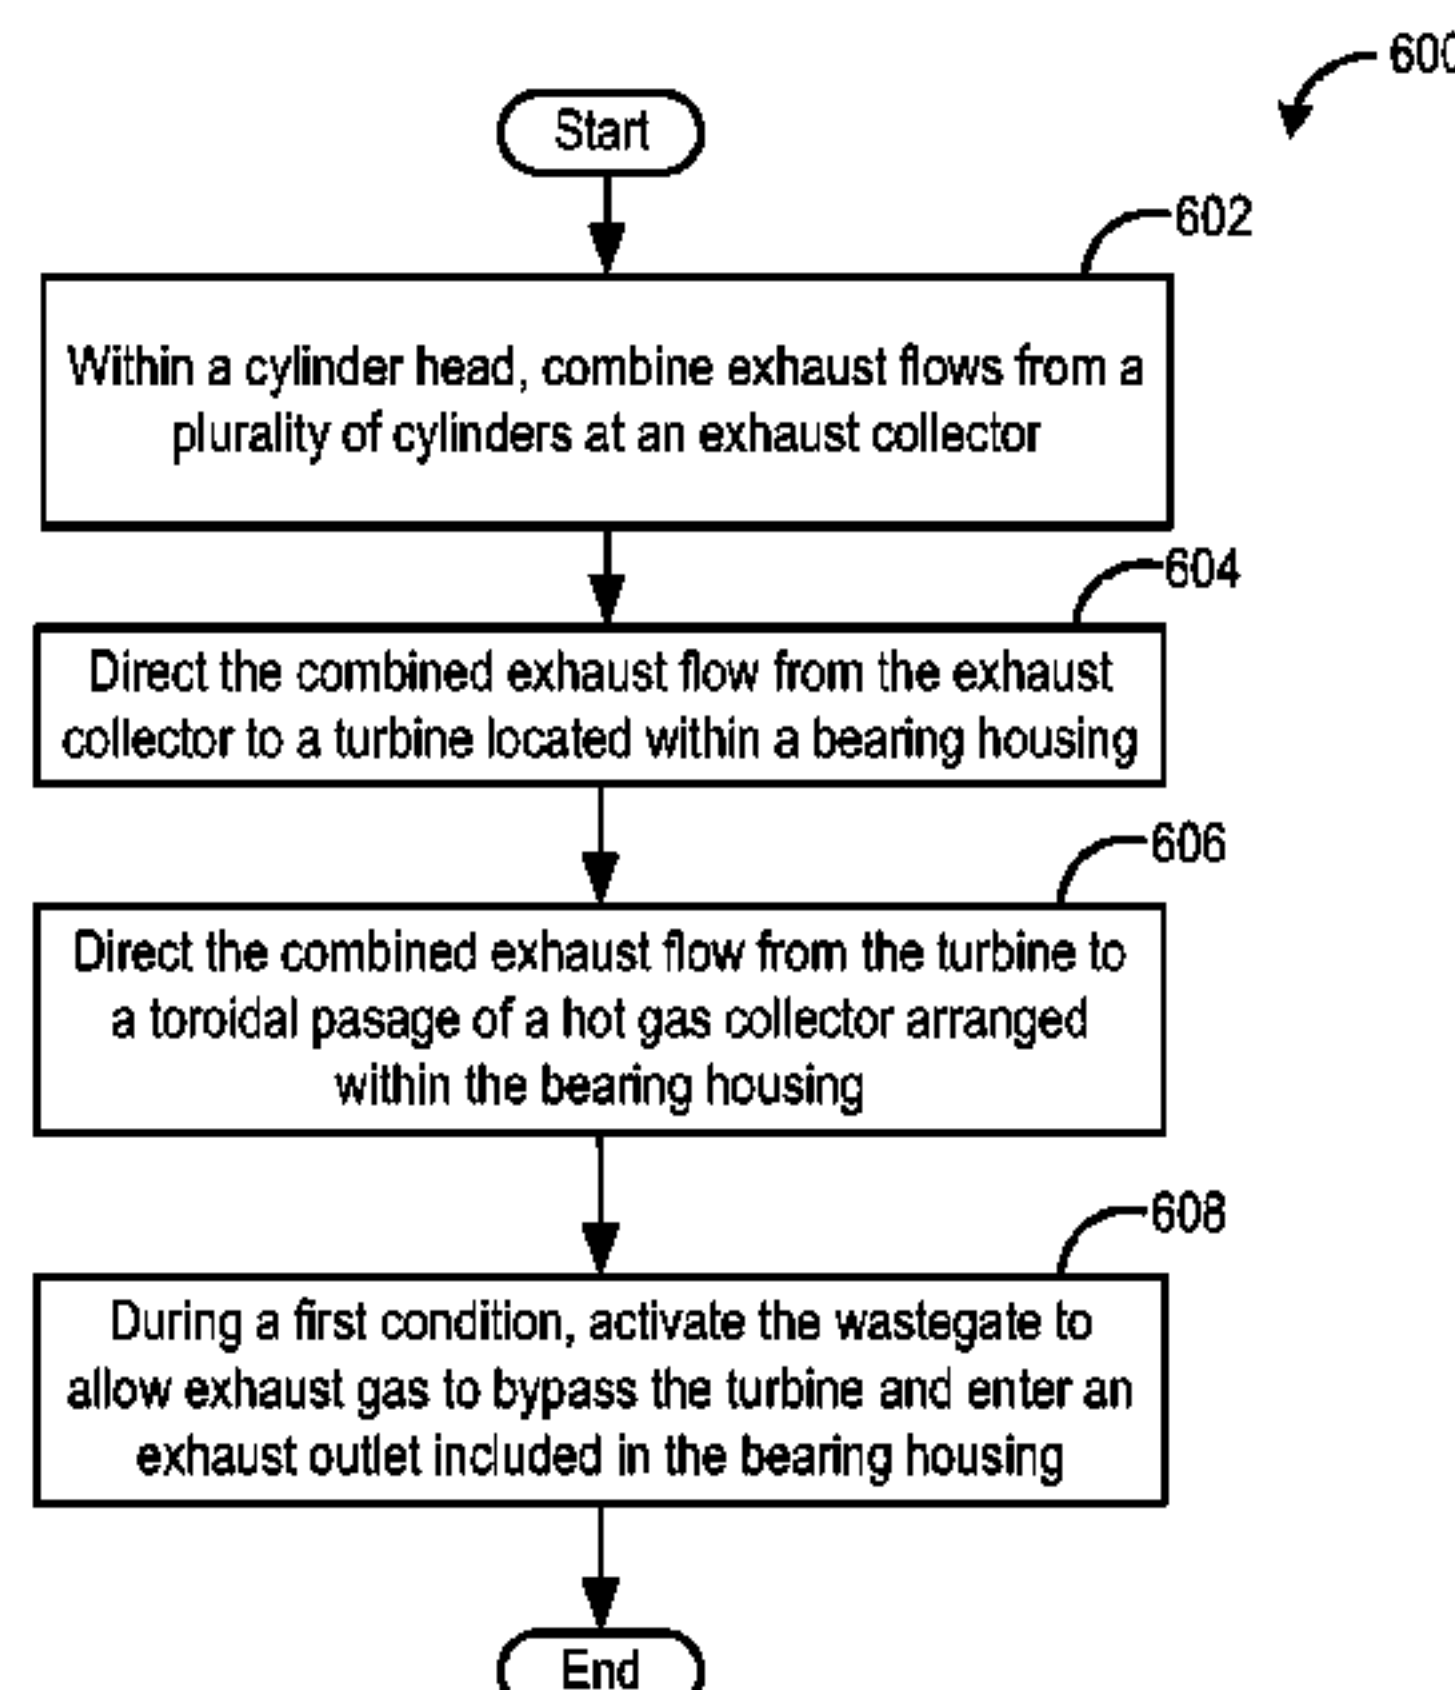 600
Start
602
Within a cylinder head, combine exhaust flows from a
plurality of cylinders at an exhaust collector
604
Direct the combined exhaust flow from the exhaust
collector to a turbine located within a bearing housing
606
Direct the combined exhaust flow from the turbine to
a toroidal pasage of a hot gas collector arranged
within the bearing housing
608
During a first condition, activate the wastegate to
allow exhaust gas to bypass the turbine and enter an
exhaust outlet included in the bearing housing
End